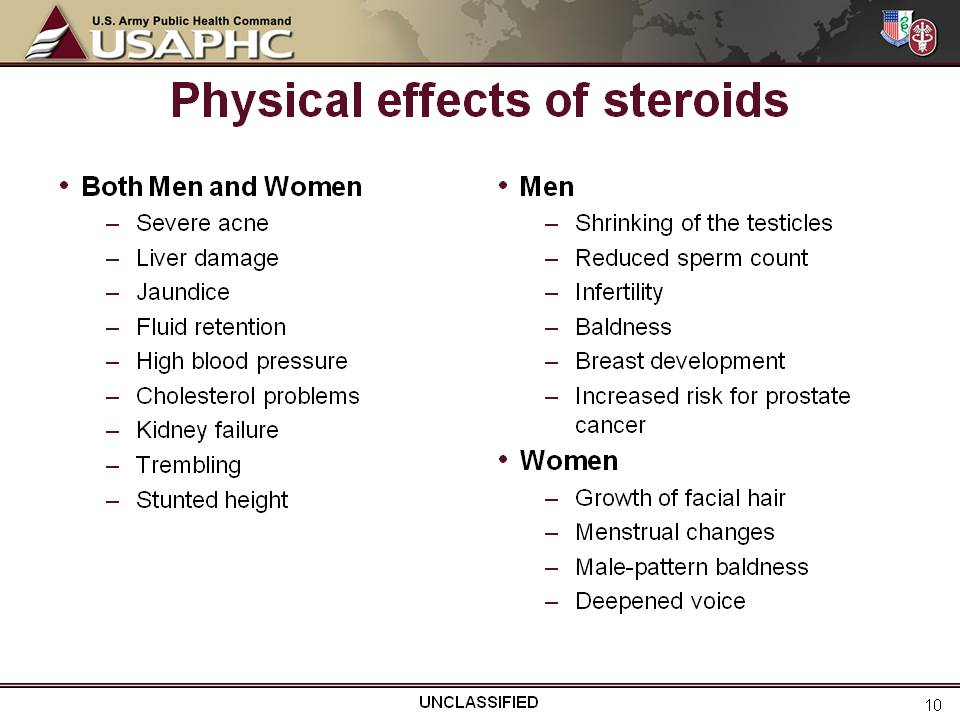 U.S. Army Public Health Command
USAPHC
Physical effects of steroids
• Both Men and Women
– Severe acne
– Liver damage
– Jaundice
– Fluid retention
– High blood pressure
– Cholesterol problems
– Kidney failure
– Trembling
– Stunted height
• Men
– Shrinking of the testicles
– Reduced sperm count
– Infertility
– Baldness
– Breast development
– Increased risk for prostate
cancer
• Women
– Growth of facial hair
– Menstrual changes
– Male-pattern baldness
– Deepened voice
UNCLASSIFIED
10